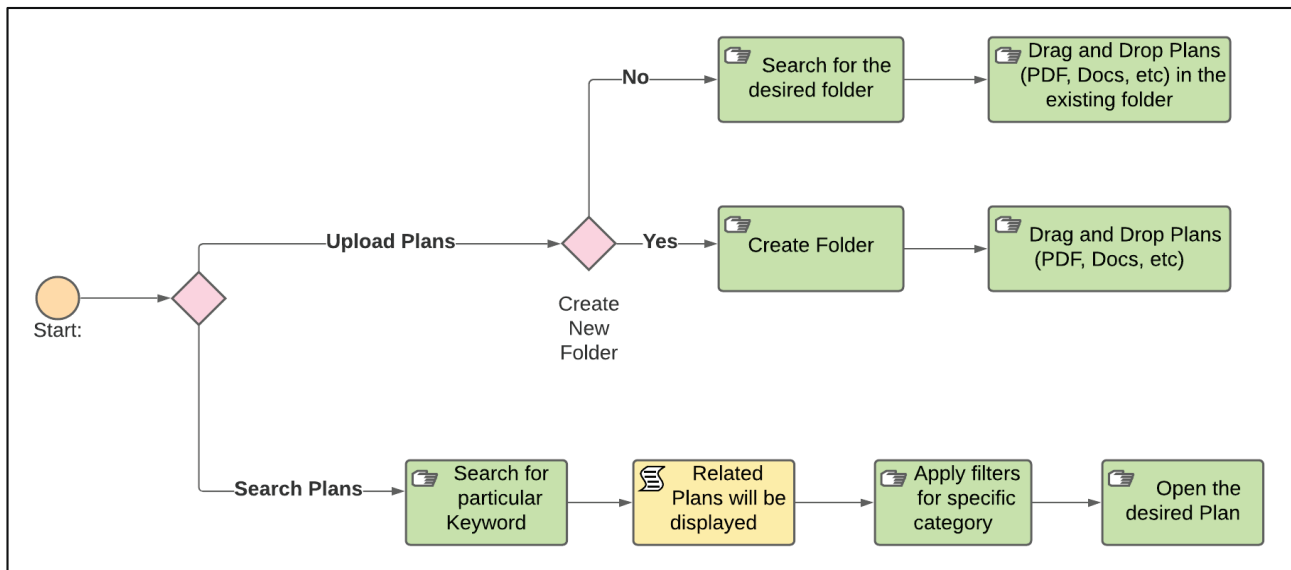 No
Search for the
desired folder
Drag and Drop Plans
(PDF, Docs, etc) in the
existing folder
Upload Plans
Yes
Create Folder
Drag and Drop Plans
(PDF, Docs, etc)
Start:
Create
New
Folder
Search Plans
Search for
particular
Keyword
Related
Plans will be
displayed
Apply filters
for specific
category
Open the
desired Plan